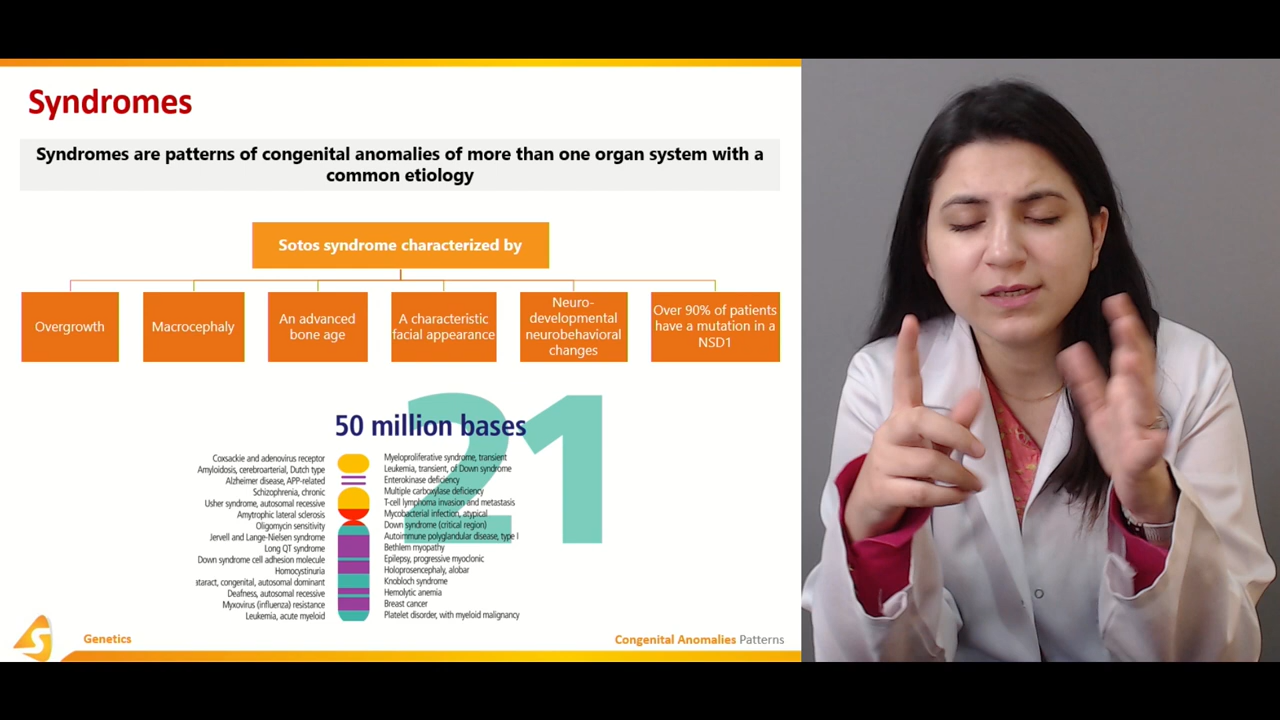 Syndromes
Syndromes are patterns of congenital anomalies of more than one organ system with a
common etiology
Sotos syndrome characterized by
Overgrowth
Macrocephaly
An advanced
bone age
A characteristic
facial appearance
Neuro-
developmental
neurobehavioral
changes
Over 90% of patients
have a mutation in a
NSD1
21
50 million bases
Coxsackie and adenovirus receptor
Amyloidosis, cerebroarterial, Dutch type
Alzheimer disease, APP-related
Schizophrenia, chronic
Usher syndrome, autosomal recessive
Amytrophic lateral sclerosis
Oligomycin sensitivity
Jervell and Lange-Nielsen syndrome
Long QT syndrome
Down syndrome cell adhesion molecule
Homocystinuria
ataract, congenital, autosomal dominant
Deafness, autosomal recessive
Myxovirus (influenza) resistance
Leukemia, acute myeloid
Myeloproliferative syndrome, transient
Leukemia, transient, of Down syndrome
Enterokinase deficiency
Multiple carboxylase deficiency
T-cell lymphoma invasion and metastasis
Mycobacterial infection, atypical
Down syndrome (critical region)
Autoimmune polyglandular disease, type I
Bethlem myopathy
Epilepsy, progressive myoclonic
Holoprosencephaly, alobar
Knobloch syndrome
Hemolytic anemia
Breast cancer
Platelet disorder, with myeloid malignancy
Genetics
Congenital Anomalies Patterns